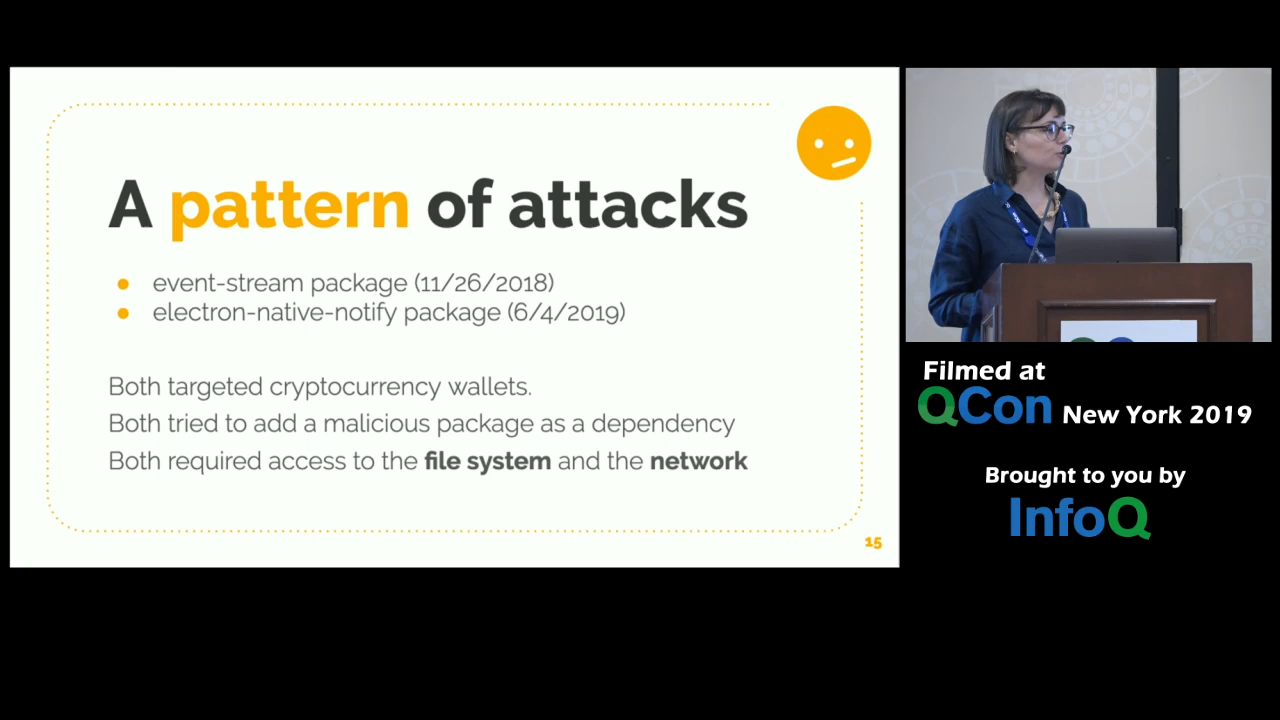 A pattern of attacks
event-stream package (11/26/2018)
electron-native-notify package (6/4/2019)
Both targeted cryptocurrency wallets.
Both tried to add a malicious package as a dependency
Both required access to the file system and the network
15
Filmed at
QCon New York 2019
Brought to you by
InfoQ